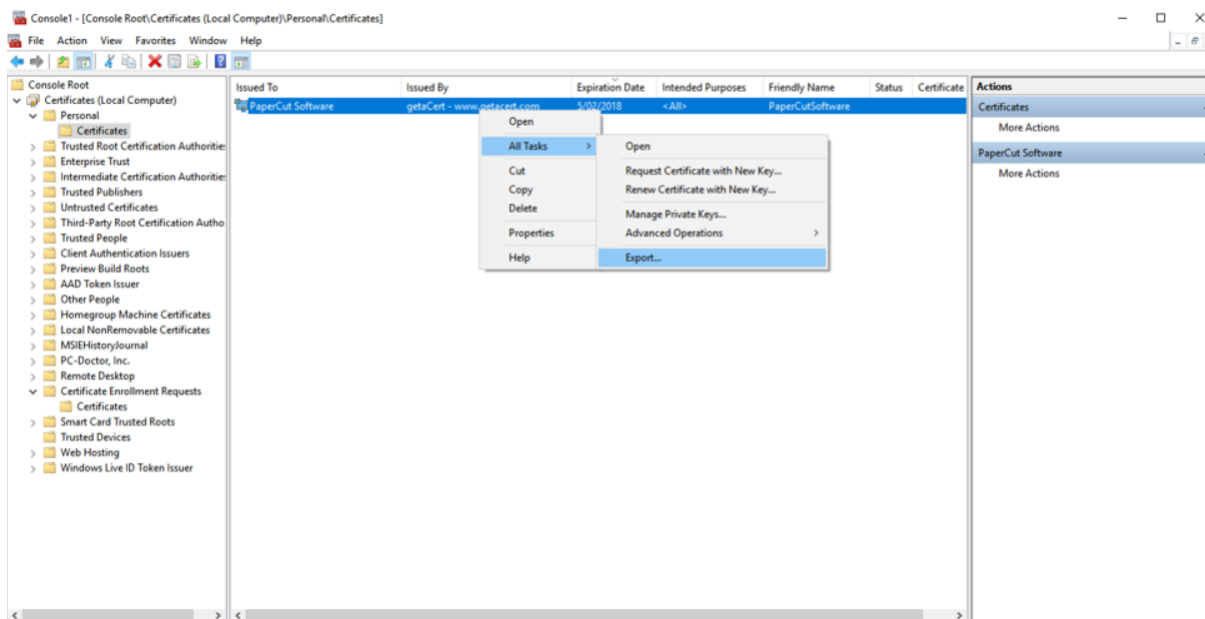 Console1 - [Console Root\Certificates (Local Computer)\Personal\Certificates]
File Action View Favorites Window Help
Console Root
Certificates (Local Computer)
Personal
Certificates
Trusted Root Certification Authoritie
Enterprise Trust
Intermediate Certification Authoritie
Trusted Publishers
Untrusted Certificates
Third-Party Root Certification Autho
Trusted People
Client Authentication Issuers
Preview Build Roots
AAD Token Issuer
Other People
Homegroup Machine Certificates
Local NonRemovable Certificates
MSIEHistoryJournal
PC-Doctor, Inc.
Remote Desktop
Certificate Enrollment Requests
Certificates
Smart Card Trusted Roots
Trusted Devices
Web Hosting
Windows Live ID Token Issuer
Issued To Issued By Expiration Date Intended Purposes Friendly Name Status Certificate
PaperCut Software getaCert - www.getacert.com 5/02/2018 <All> PaperCutSoftware
Open
All Tasks
Cut
Copy
Delete
Properties
Help
Open
Request Certificate with New Key...
Renew Certificate with New Key...
Manage Private Keys...
Advanced Operations
Export...
Actions
Certificates
More Actions
PaperCut Software
More Actions